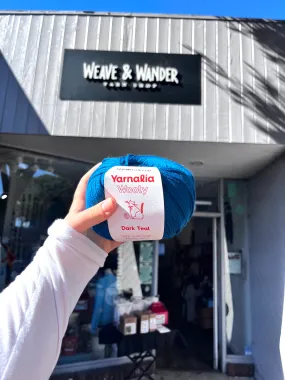 WEAVE & WANDER
YARN SHOP
Yarnalia
Wooly
Dark Teal